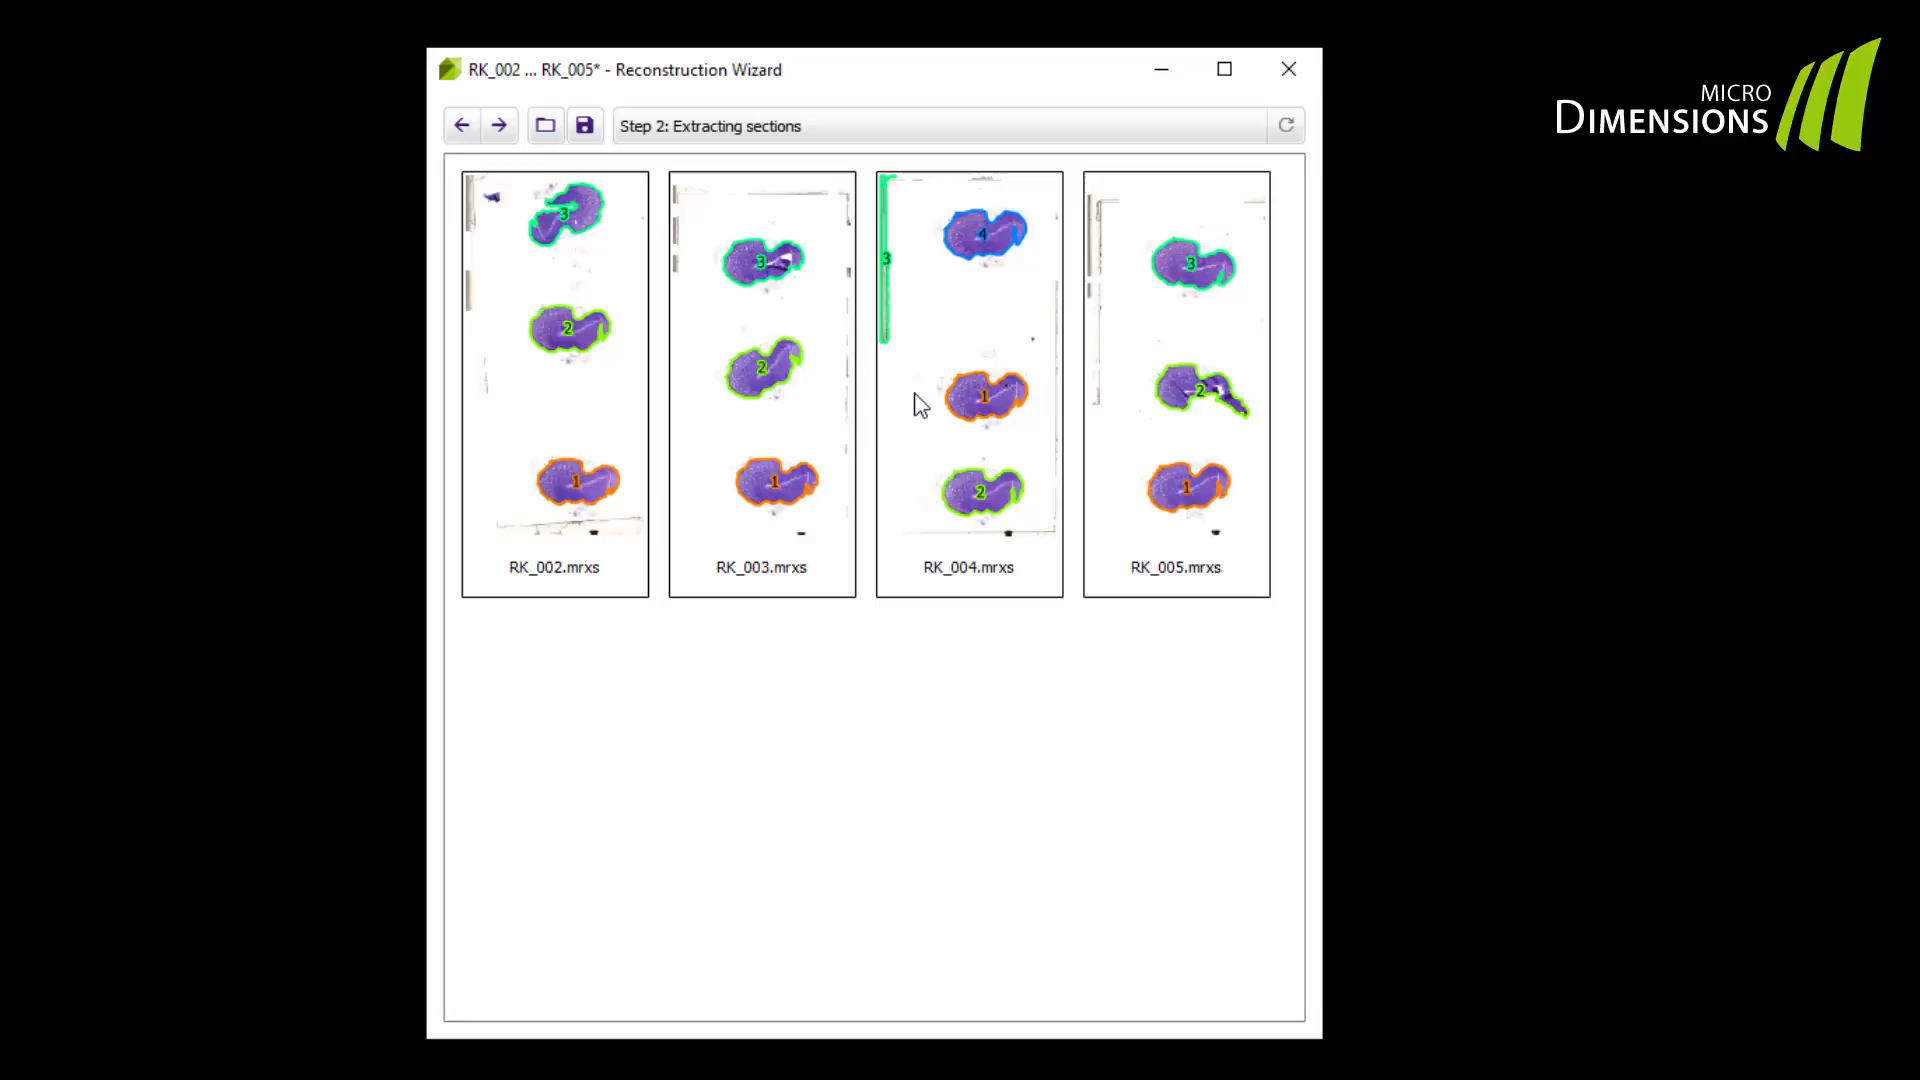 RK_002 ... RK_005* - Reconstruction Wizard
MICRO
DIMENSIONS
Step 2: Extracting sections
3
2
1
RK_002.mrxs
3
2
1
RK_003.mrxs
4
3
1
2
RK_004.mrxs
3
2
1
RK_005.mrxs